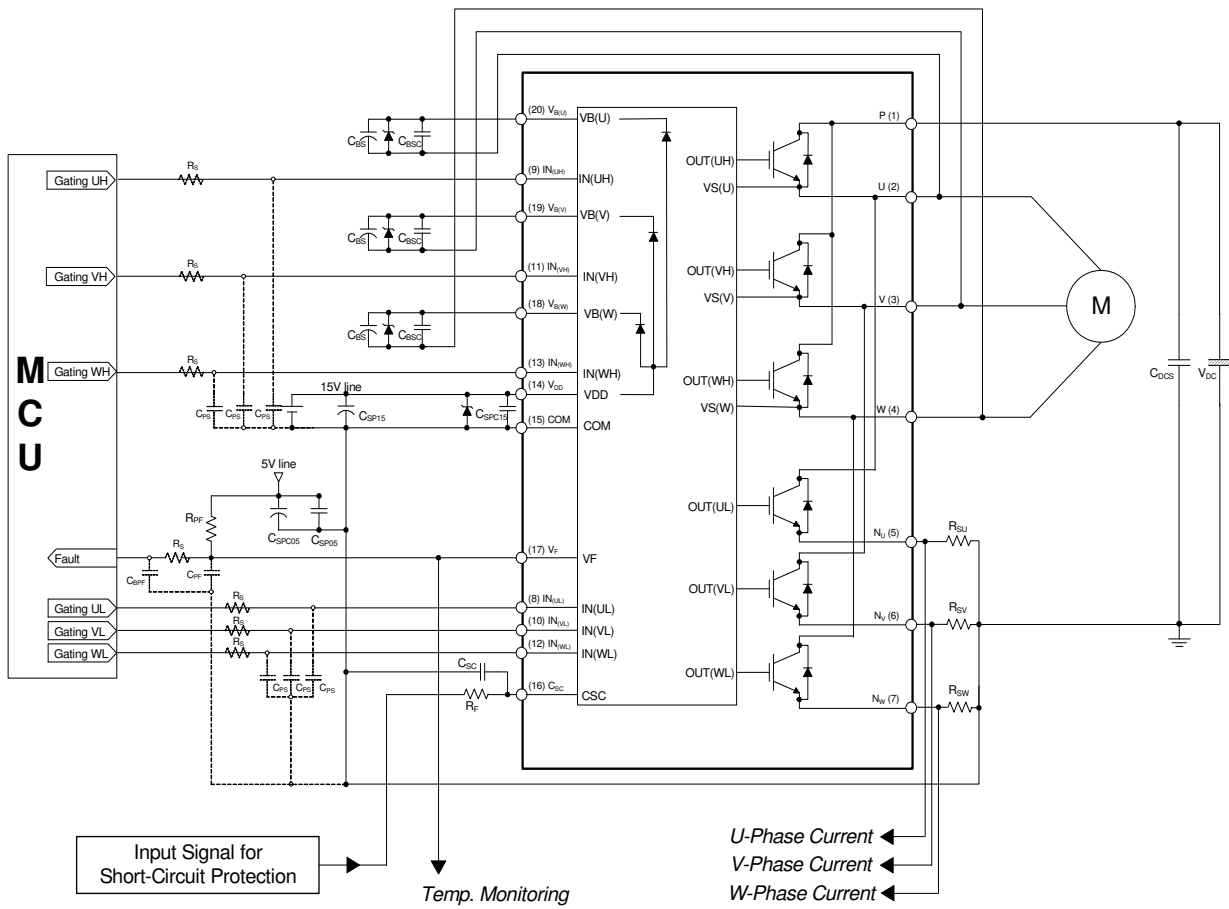 MCU
Gating UH
Gating VH
Gating WH
Fault
Gating UL
Gating VL
Gating WL
RS
RS
RS
RS
RS
RS
RS
CBS
CBSC
CBS
CBSC
CBS
CBSC
CPS
CPS
CPS
15V line
CSP15
CSPC15
5V line
RPF
CSPC05
CSP05
CBPF
CPF
CPS
CPS
CPS
CSC
RF
(20) VB(U)
(9) IN(UH)
(19) VB(V)
(11) IN(VH)
(18) VB(W)
(13) IN(WH)
(14) VDD
(15) COM
(17) VF
(8) IN(UL)
(10) IN(VL)
(12) IN(WL)
(16) CSC
VB(U)
IN(UH)
VB(V)
IN(VH)
VB(W)
IN(WH)
VDD
COM
VF
IN(UL)
IN(VL)
IN(WL)
CSC
OUT(UH)
VS(U)
OUT(VH)
VS(V)
OUT(WH)
VS(W)
OUT(UL)
OUT(VL)
OUT(WL)
P (1)
U (2)
V (3)
W (4)
NU (5)
NV (6)
NW (7)
RSU
RSV
RSW
M
CDCS
VDC
Input Signal for
Short-Circuit Protection
Temp. Monitoring
U-Phase Current
V-Phase Current
W-Phase Current